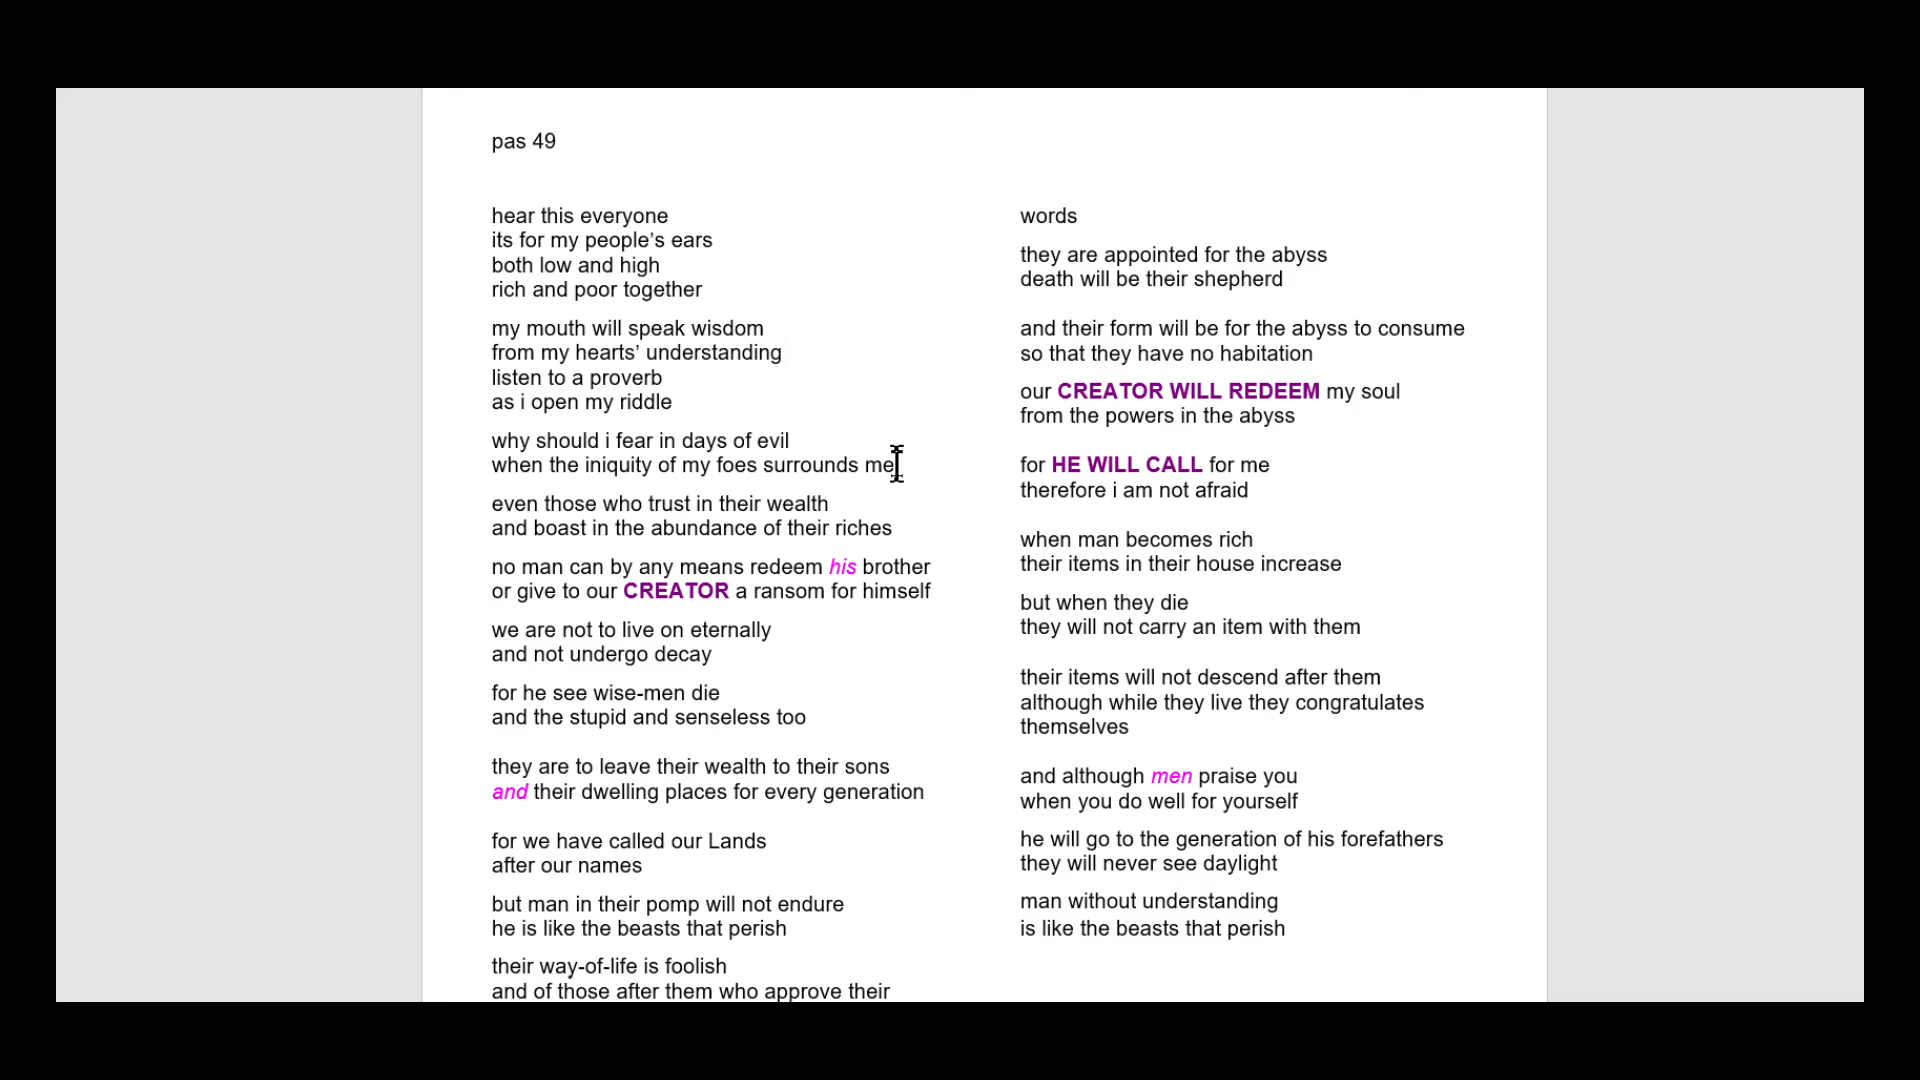 pas 49
hear this everyone
its for my people’s ears
both low and high
rich and poor together
my mouth will speak wisdom
from my hearts’ understanding
listen to a proverb
as i open my riddle
why should i fear in days of evil
when the iniquity of my foes surrounds me
even those who trust in their wealth
and boast in the abundance of their riches
no man can by any means redeem his brother
or give to our CREATOR a ransom for himself
we are not to live on eternally
and not undergo decay
for he see wise-men die
and the stupid and senseless too
they are to leave their wealth to their sons
and their dwelling places for every generation
for we have called our Lands
after our names
but man in their pomp will not endure
he is like the beasts that perish
their way-of-life is foolish
and of those after them who approve their
words
they are appointed for the abyss
death will be their shepherd
and their form will be for the abyss to consume
so that they have no habitation
our CREATOR WILL REDEEM my soul
from the powers in the abyss
for HE WILL CALL for me
therefore i am not afraid
when man becomes rich
their items in their house increase
but when they die
they will not carry an item with them
their items will not descend after them
although while they live they congratulates
themselves
and although men praise you
when you do well for yourself
he will go to the generation of his forefathers
they will never see daylight
man without understanding
is like the beasts that perish